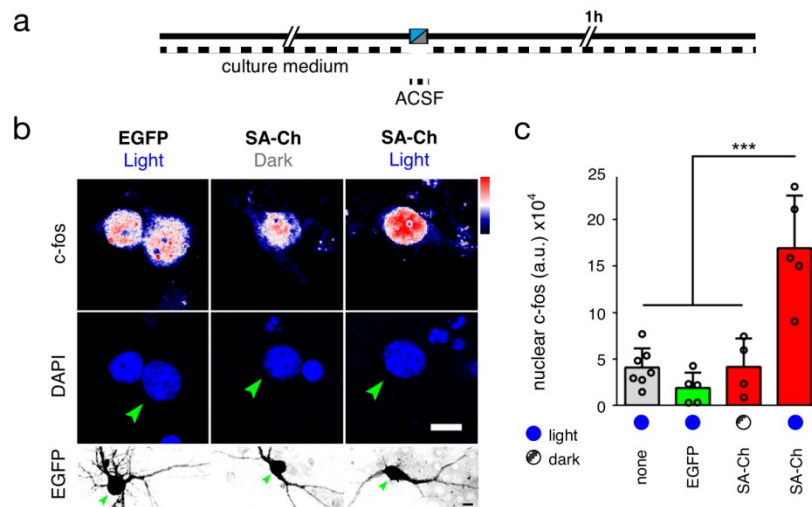 a
1h
culture medium
ACSF
b
EGFP SA-Ch SA-Ch
Light Dark Light
c-fos
DAPI
EGFP
c
***
nuclear c-fos (a.u.) x10⁴
25
20
15
10
5
0
light
dark
none
EGFP
SA-Ch
SA-Ch